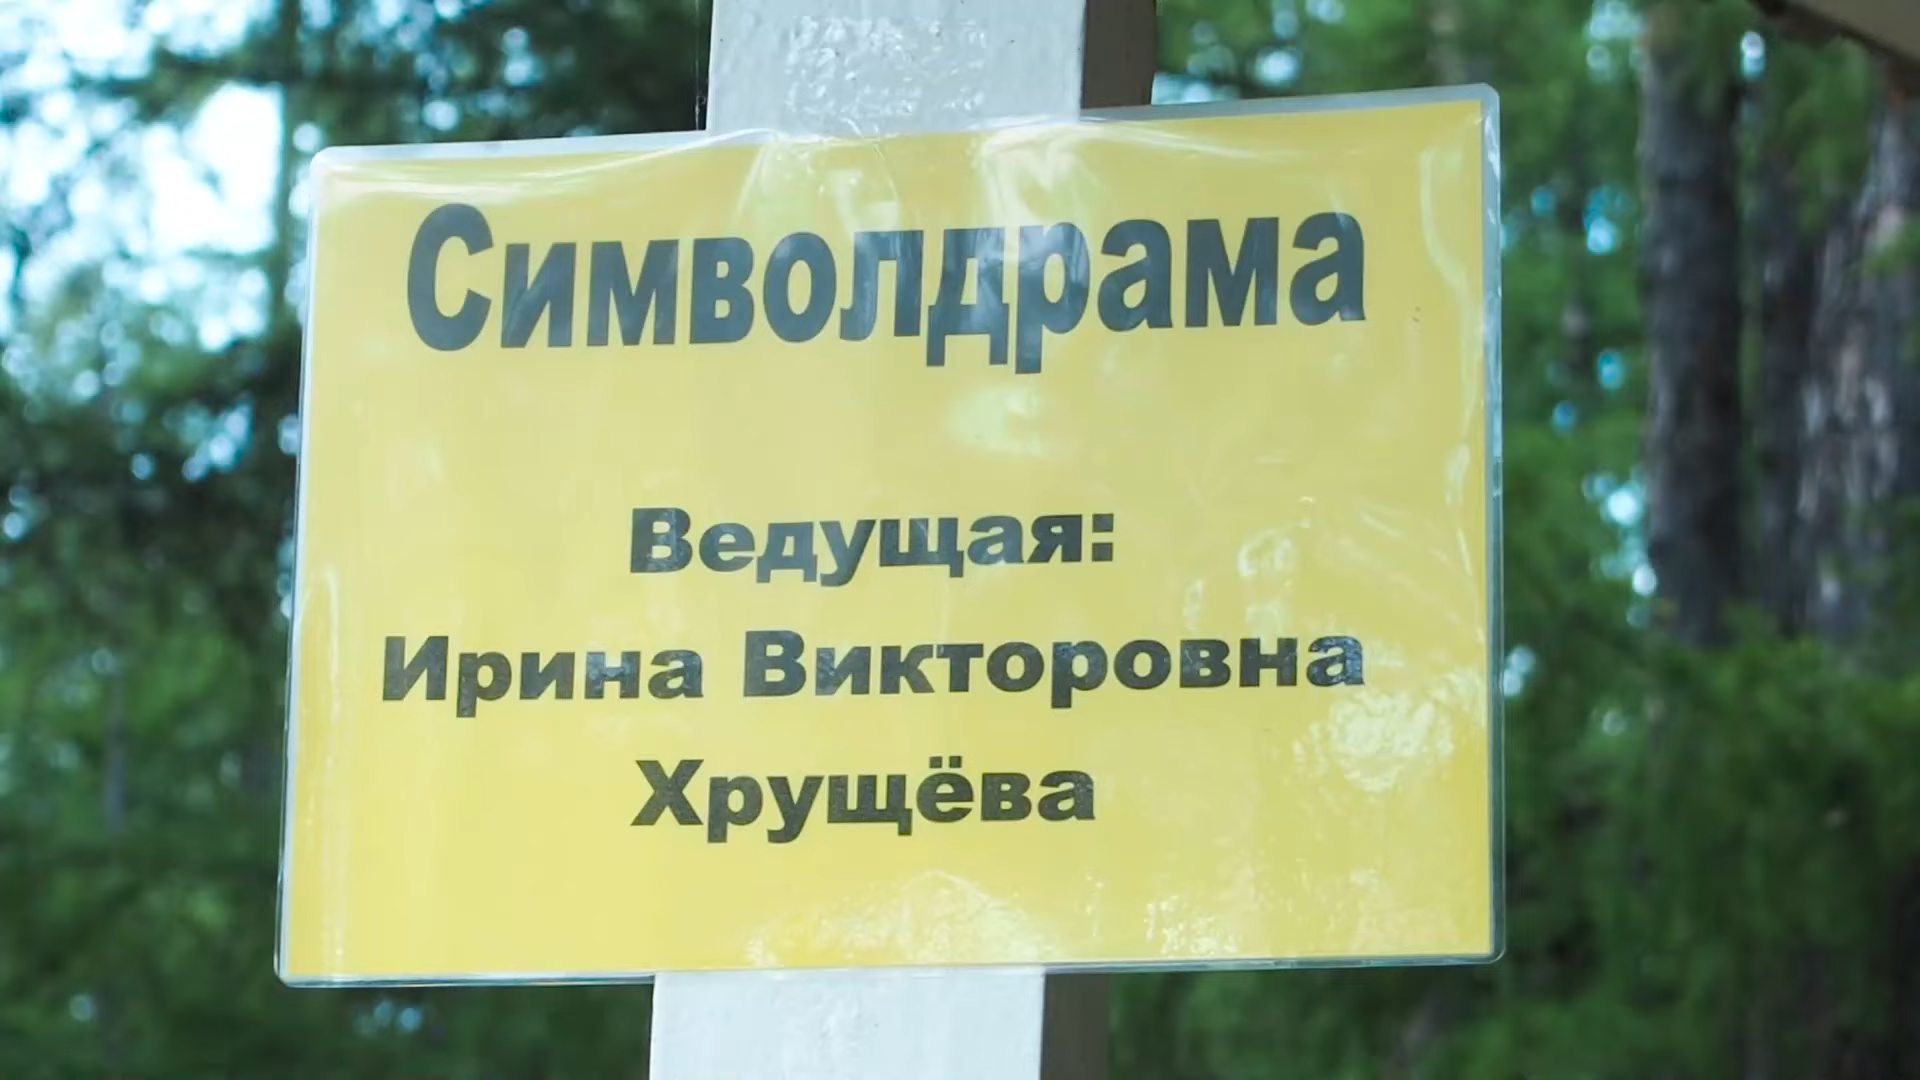 Символдрама
Ведущая:
Ирина Викторовна
Хрущёва